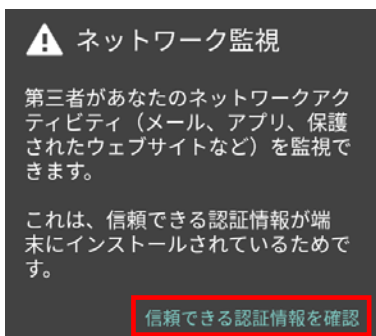 ネットワーク監視
第三者があなたのネットワークアク
ティビティ（メール、アプリ、保護
されたウェブサイトなど）を監視で
きます。
これは、信頼できる認証情報が端
末にインストールされているためで
す。
信頼できる認証情報を確認